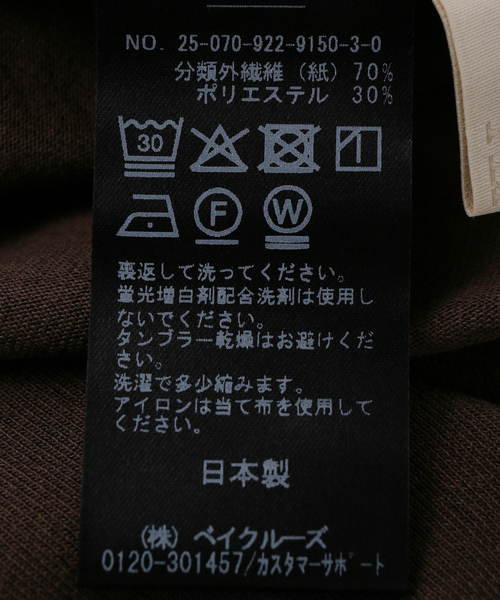 NO. 25-070-922-9150-3-0
分類外繊維（紙）70%
ポリエステル 30%
30
F W
裏返して洗ってください。
蛍光増白剤配合洗剤は使用し
ないでください。
タンブラー乾燥はお避けくだ
さい。
洗濯で多少縮みます。
アイロンは当て布を使用して
ください。
日本製
(株) ベイクルーズ
0120-301457/カスタマーサポート